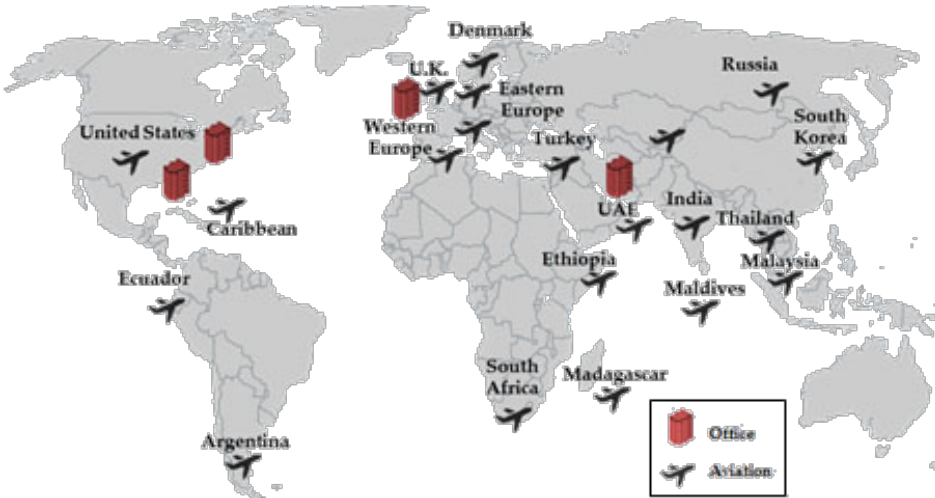 Denmark
U.K.
Russia
Eastern
Europe
South
Korea
United States
Western
Europe
Turkey
India
UAE
Thailand
Caribbean
Ethiopia
Malaysia
Ecuador
Maldives
South
Africa
Madagascar
Argentina
Office
Aviation